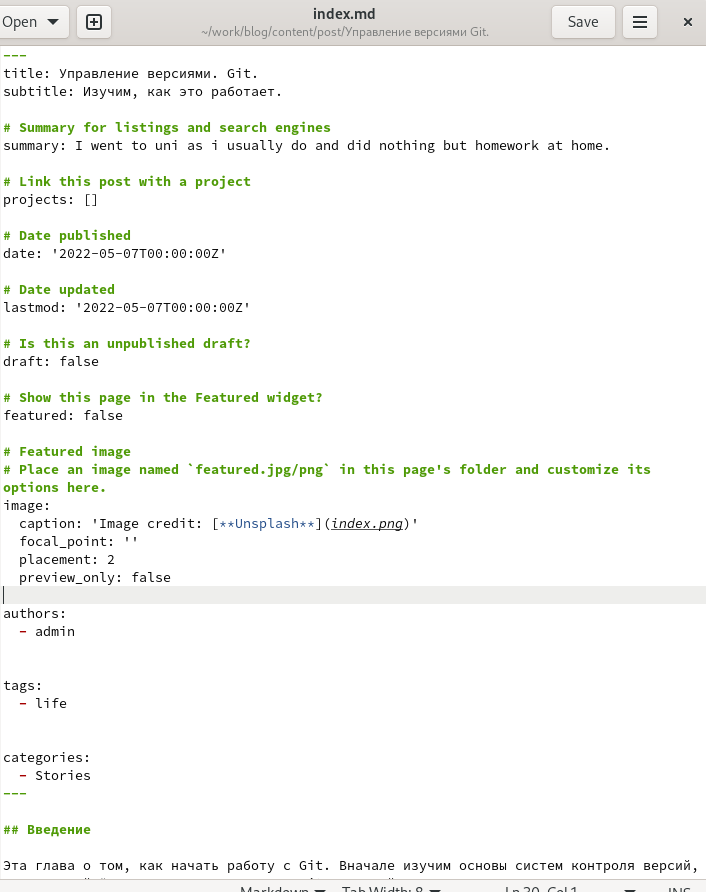 Open
index.md
~/work/blog/content/post/Управление версиями Git.
Save
---
title: Управление версиями. Git.
subtitle: Изучим, как это работает.
# Summary for listings and search engines
summary: I went to uni as i usually do and did nothing but homework at home.
# Link this post with a project
projects: []
# Date published
date: '2022-05-07T00:00:00Z'
# Date updated
lastmod: '2022-05-07T00:00:00Z'
# Is this an unpublished draft?
draft: false
# Show this page in the Featured widget?
featured: false
# Featured image
# Place an image named `featured.jpg/png` in this page's folder and customize its
options here.
image:
  caption: 'Image credit: [**Unsplash**](index.png)'
  focal_point: ''
  placement: 2
  preview_only: false
authors:
  - admin
tags:
  - life
categories:
  - Stories
---
## Введение
Эта глава о том, как начать работу с Git. Вначале изучим основы систем контроля версий,
Markdown Tab Width: 8 Ln 30, Col 1 INS